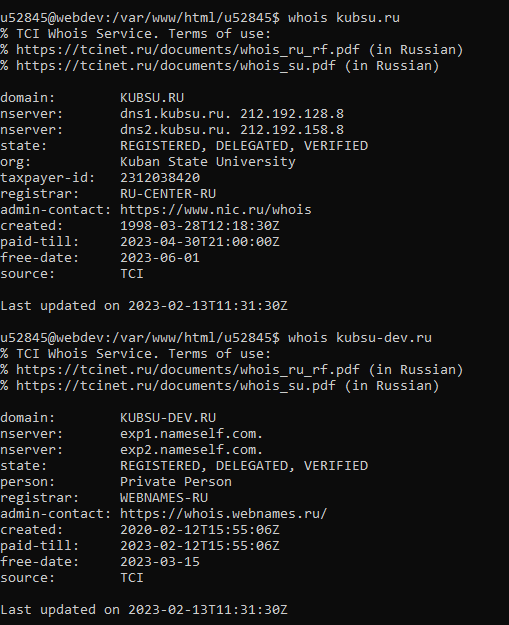 u52845@webdev:/var/www/html/u52845$ whois kubsu.ru
% TCI Whois Service. Terms of use:
% https://tcinet.ru/documents/whois_ru_rf.pdf (in Russian)
% https://tcinet.ru/documents/whois_su.pdf (in Russian)

domain:        KUBSU.RU
nserver:       dns1.kubsu.ru. 212.192.128.8
nserver:       dns2.kubsu.ru. 212.192.158.8
state:         REGISTERED, DELEGATED, VERIFIED
org:           Kuban State University
taxpayer-id:   2312038420
registrar:     RU-CENTER-RU
admin-contact: https://www.nic.ru/whois
created:       1998-03-28T12:18:30Z
paid-till:     2023-04-30T21:00:00Z
free-date:     2023-06-01
source:        TCI

Last updated on 2023-02-13T11:31:30Z

u52845@webdev:/var/www/html/u52845$ whois kubsu-dev.ru
% TCI Whois Service. Terms of use:
% https://tcinet.ru/documents/whois_ru_rf.pdf (in Russian)
% https://tcinet.ru/documents/whois_su.pdf (in Russian)

domain:        KUBSU-DEV.RU
nserver:       exp1.nameself.com.
nserver:       exp2.nameself.com.
state:         REGISTERED, DELEGATED, VERIFIED
person:        Private Person
registrar:     WEBNAMES-RU
admin-contact: https://whois.webnames.ru/
created:       2020-02-12T15:55:06Z
paid-till:     2023-02-12T15:55:06Z
free-date:     2023-03-15
source:        TCI

Last updated on 2023-02-13T11:31:30Z